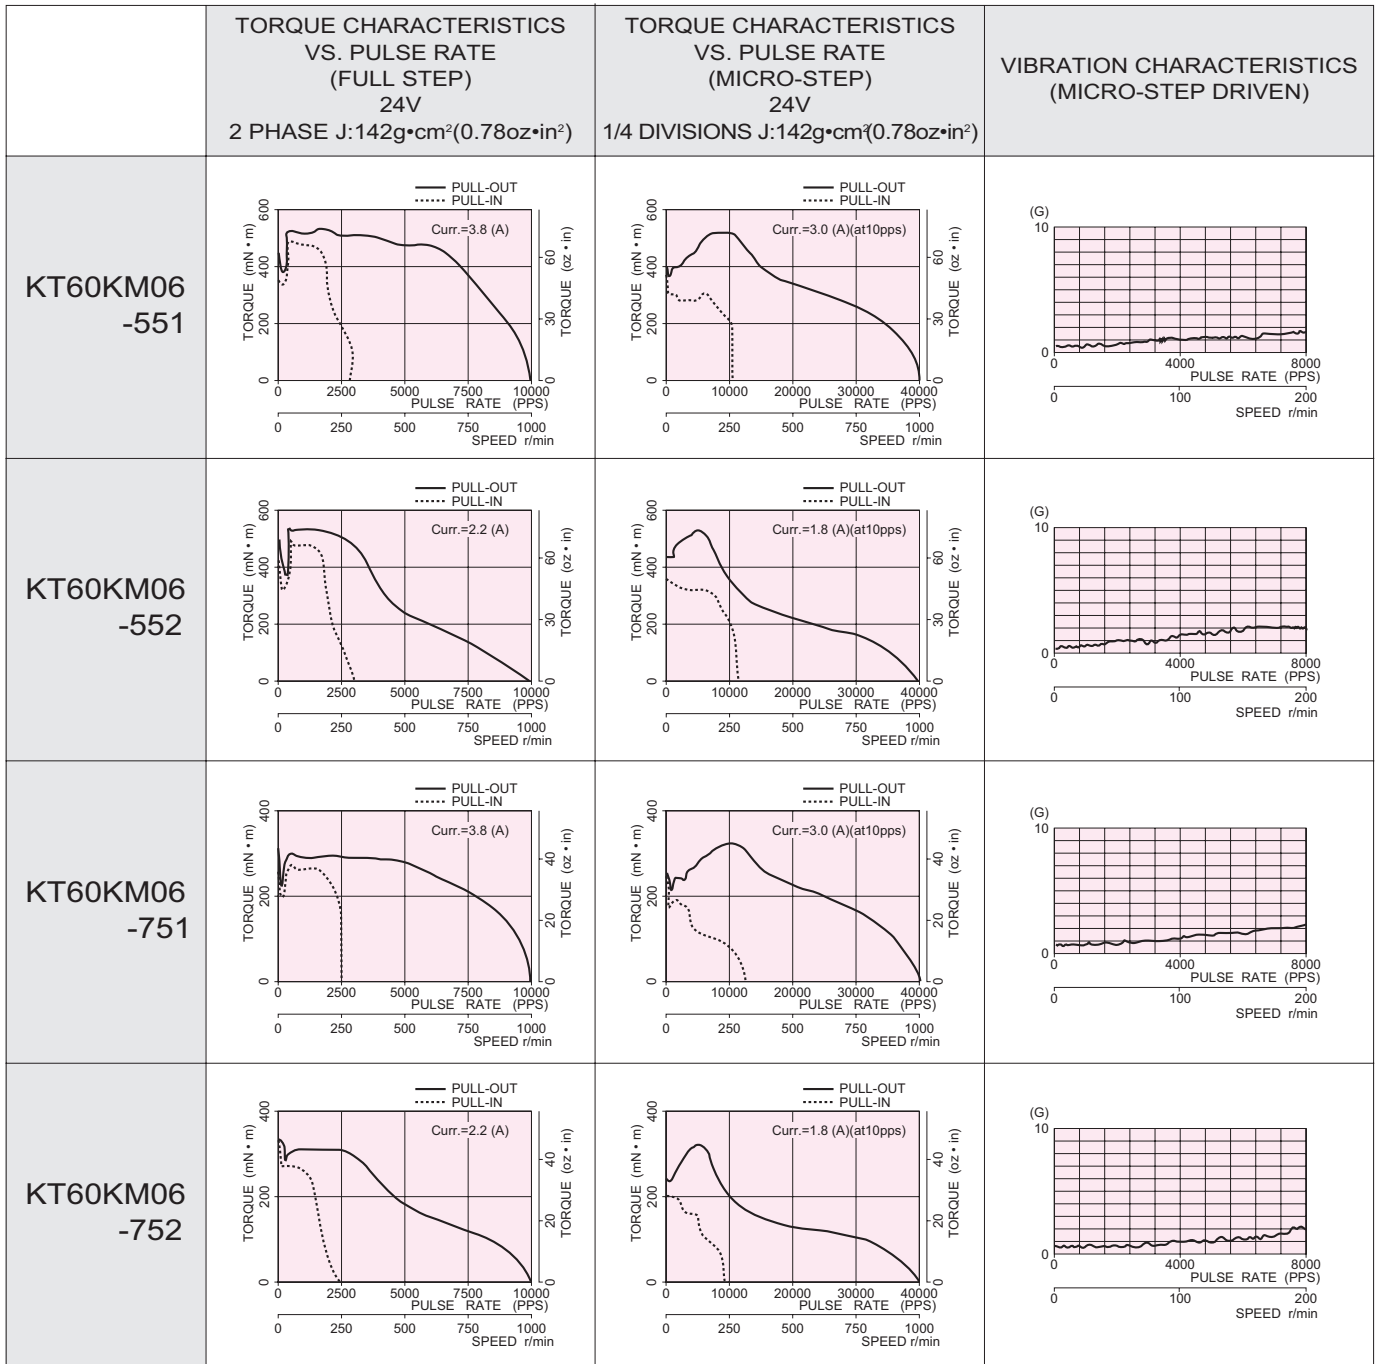 TORQUE CHARACTERISTICS
VS. PULSE RATE
(FULL STEP)
24V
2 PHASE J:142g•cm²(0.78oz•in²)
TORQUE CHARACTERISTICS
VS. PULSE RATE
(MICRO-STEP)
24V
1/4 DIVISIONS J:142g•cm²(0.78oz•in²)
VIBRATION CHARACTERISTICS
(MICRO-STEP DRIVEN)
KT60KM06
-551
PULL-OUT
PULL-IN
Curr.=3.8 (A)
TORQUE (mN • m)
0 200 400 600
TORQUE (oz • in)
0 30 60
0 2500 5000 7500 10000
PULSE RATE (PPS)
0 250 500 750 1000
SPEED r/min
PULL-OUT
PULL-IN
Curr.=3.0 (A)(at10pps)
TORQUE (mN • m)
0 200 400 600
TORQUE (oz • in)
0 30 60
0 10000 20000 30000 40000
PULSE RATE (PPS)
0 250 500 750 1000
SPEED r/min
(G)
10
0
0 4000 8000
PULSE RATE (PPS)
0 100 200
SPEED r/min
KT60KM06
-552
PULL-OUT
PULL-IN
Curr.=2.2 (A)
TORQUE (mN • m)
0 200 400 600
TORQUE (oz • in)
0 30 60
0 2500 5000 7500 10000
PULSE RATE (PPS)
0 250 500 750 1000
SPEED r/min
PULL-OUT
PULL-IN
Curr.=1.8 (A)(at10pps)
TORQUE (mN • m)
0 200 400 600
TORQUE (oz • in)
0 30 60
0 10000 20000 30000 40000
PULSE RATE (PPS)
0 250 500 750 1000
SPEED r/min
(G)
10
0
0 4000 8000
PULSE RATE (PPS)
0 100 200
SPEED r/min
KT60KM06
-751
PULL-OUT
PULL-IN
Curr.=3.8 (A)
TORQUE (mN • m)
0 200 400
TORQUE (oz • in)
0 20 40
0 2500 5000 7500 10000
PULSE RATE (PPS)
0 250 500 750 1000
SPEED r/min
PULL-OUT
PULL-IN
Curr.=3.0 (A)(at10pps)
TORQUE (mN • m)
0 200 400
TORQUE (oz • in)
0 20 40
0 10000 20000 30000 40000
PULSE RATE (PPS)
0 250 500 750 1000
SPEED r/min
(G)
10
0
0 4000 8000
PULSE RATE (PPS)
0 100 200
SPEED r/min
KT60KM06
-752
PULL-OUT
PULL-IN
Curr.=2.2 (A)
TORQUE (mN • m)
0 200 400
TORQUE (oz • in)
0 20 40
0 2500 5000 7500 10000
PULSE RATE (PPS)
0 250 500 750 1000
SPEED r/min
PULL-OUT
PULL-IN
Curr.=1.8 (A)(at10pps)
TORQUE (mN • m)
0 200 400
TORQUE (oz • in)
0 20 40
0 10000 20000 30000 40000
PULSE RATE (PPS)
0 250 500 750 1000
SPEED r/min
(G)
10
0
0 4000 8000
PULSE RATE (PPS)
0 100 200
SPEED r/min